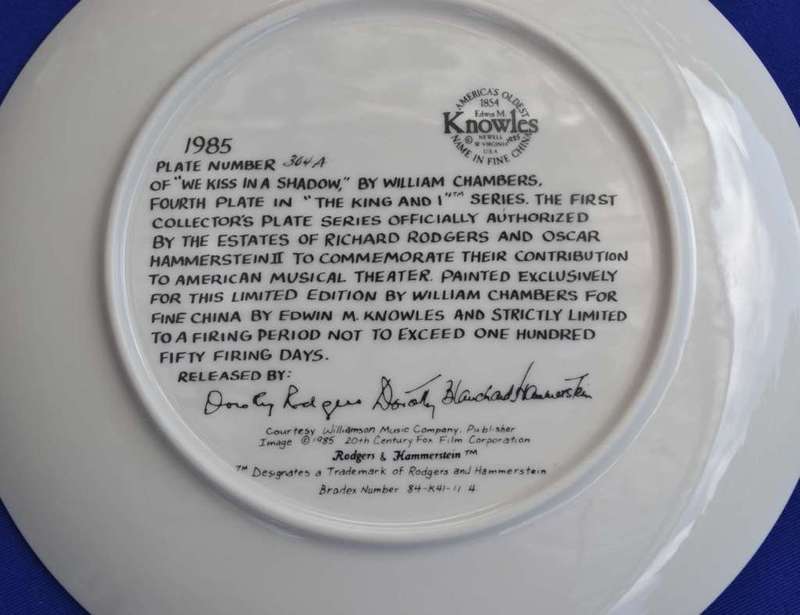 AMERICA'S OLDEST
1854
Edwin M.
Knowles
NEWELL
W VIRGINIA
U.S.A.
NAME IN FINE CHINA
©
1985
1985
PLATE NUMBER 364A
OF "WE KISS IN A SHADOW," BY WILLIAM CHAMBERS,
FOURTH PLATE IN "THE KING AND I"™ SERIES. THE FIRST
COLLECTOR'S PLATE SERIES OFFICIALLY AUTHORIZED
BY THE ESTATES OF RICHARD RODGERS AND OSCAR
HAMMERSTEIN II TO COMMEMORATE THEIR CONTRIBUTION
TO AMERICAN MUSICAL THEATER. PAINTED EXCLUSIVELY
FOR THIS LIMITED EDITION BY WILLIAM CHAMBERS FOR
FINE CHINA BY EDWIN M. KNOWLES AND STRICTLY LIMITED
TO A FIRING PERIOD NOT TO EXCEED ONE HUNDRED
FIFTY FIRING DAYS.
RELEASED BY:
Dorothy Rodgers Dorothy Blanchard Hammerstein
Courtesy Williamson Music Company, Publisher
Image © 1985 20th Century Fox Film Corporation
Rodgers & Hammerstein ™
™ Designates a Trademark of Rodgers and Hammerstein
Bradex Number 84-K41-11 4